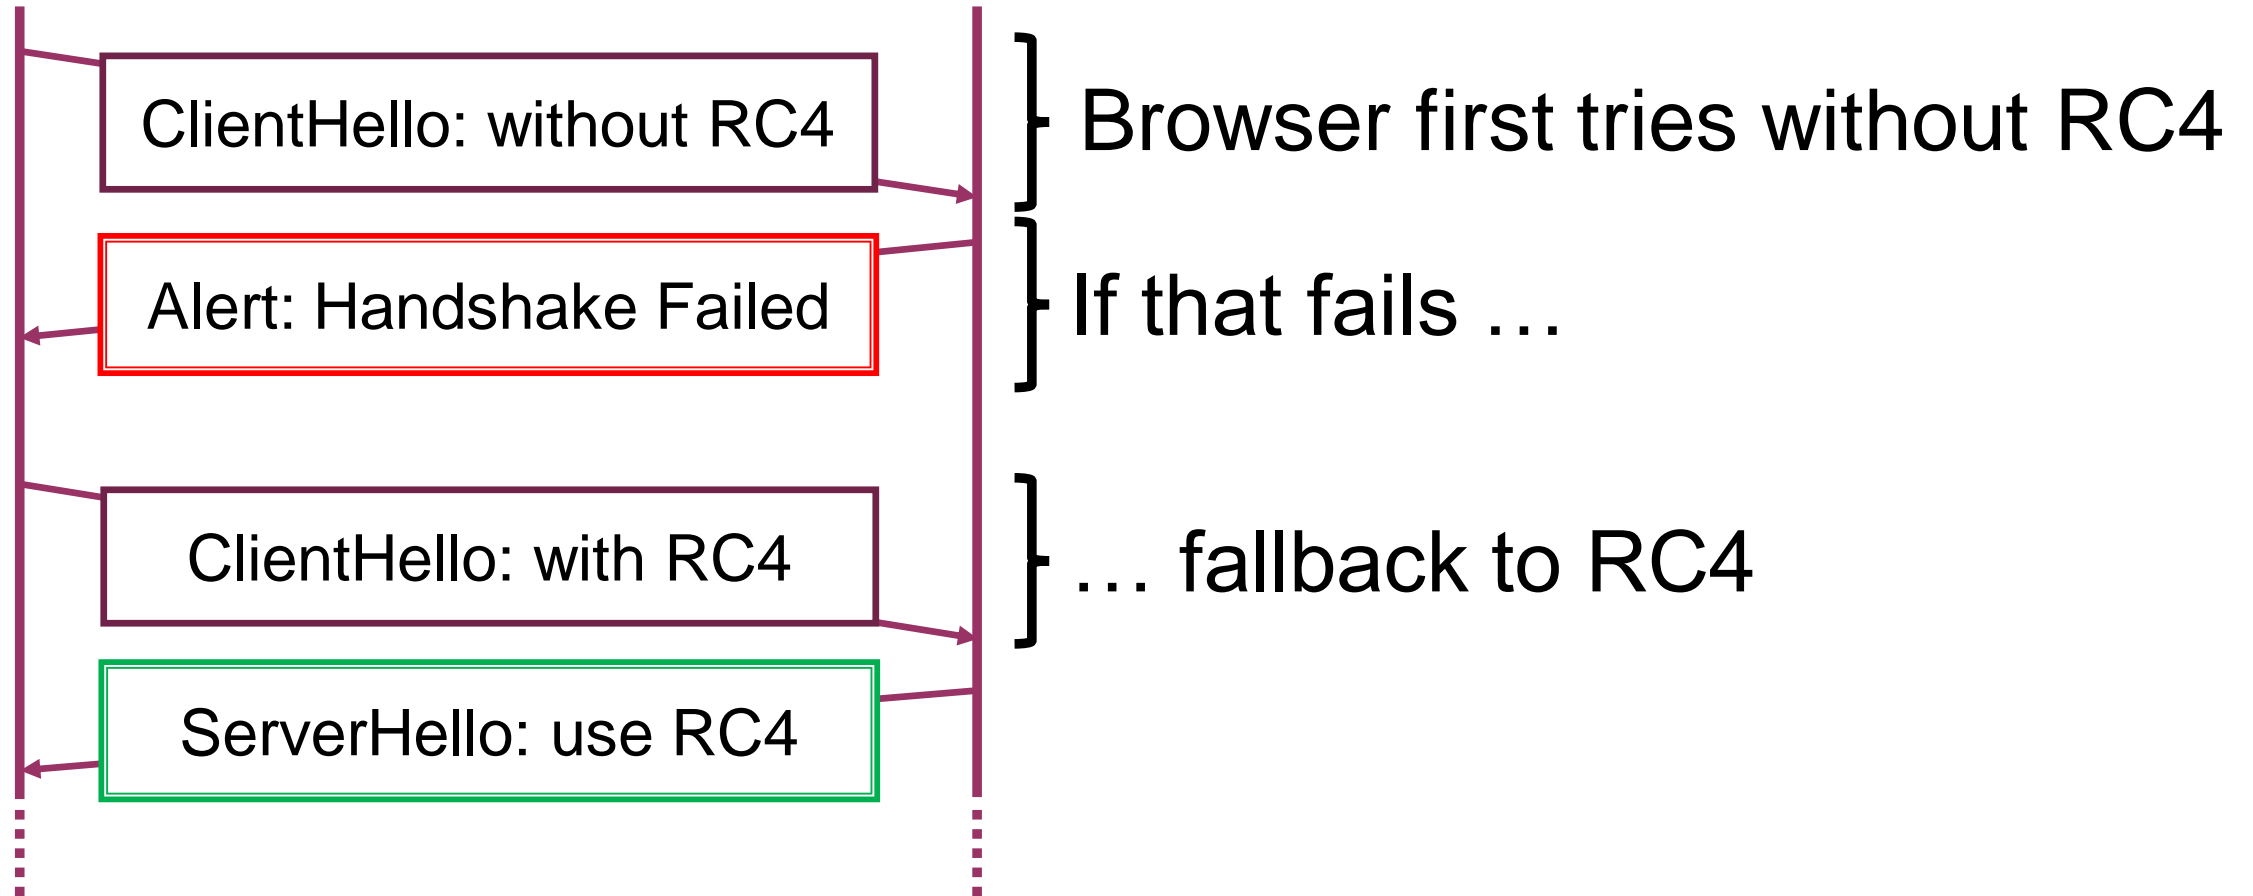 ClientHello: without RC4
Browser first tries without RC4
Alert: Handshake Failed
If that fails …
ClientHello: with RC4
… fallback to RC4
ServerHello: use RC4